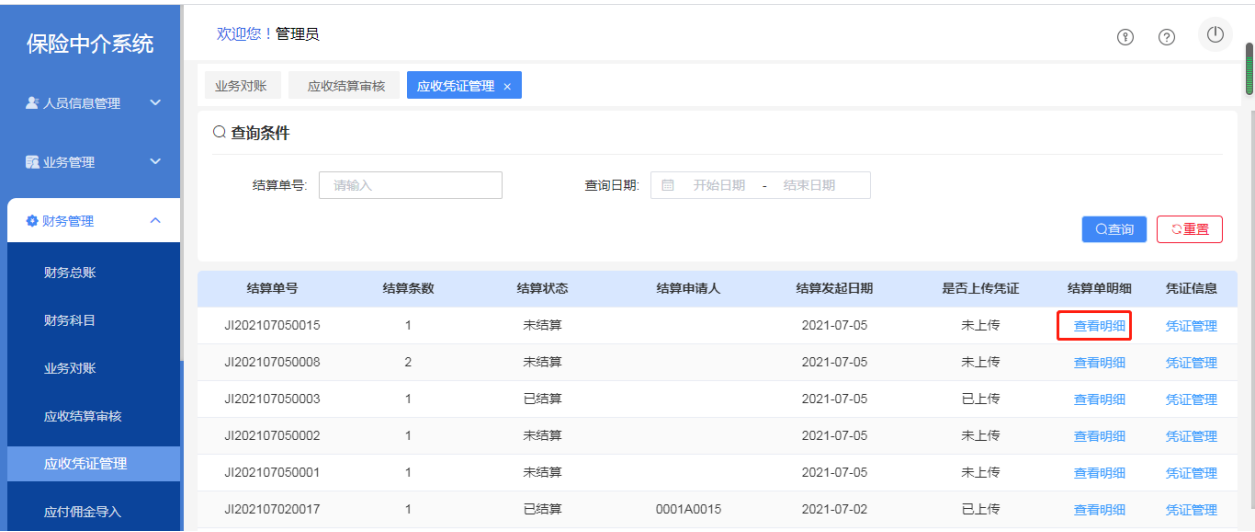 保险中介系统
人员信息管理
业务管理
财务管理
财务总账
财务科目
业务对账
应收结算审核
应收凭证管理
应付佣金导入
欢迎您！管理员
业务对账 应收结算审核 应收凭证管理 ×
查询条件
结算单号: 请输入 查询日期: 开始日期 - 结束日期
查询 重置
结算单号 结算条数 结算状态 结算申请人 结算发起日期 是否上传凭证 结算单明细 凭证信息
JI202107050015 1 未结算 2021-07-05 未上传 查看明细 凭证管理
JI202107050008 2 未结算 2021-07-05 未上传 查看明细 凭证管理
JI202107050003 1 已结算 2021-07-05 已上传 查看明细 凭证管理
JI202107050002 1 未结算 2021-07-05 未上传 查看明细 凭证管理
JI202107050001 1 未结算 2021-07-05 未上传 查看明细 凭证管理
JI202107020017 1 已结算 0001A0015 2021-07-02 已上传 查看明细 凭证管理